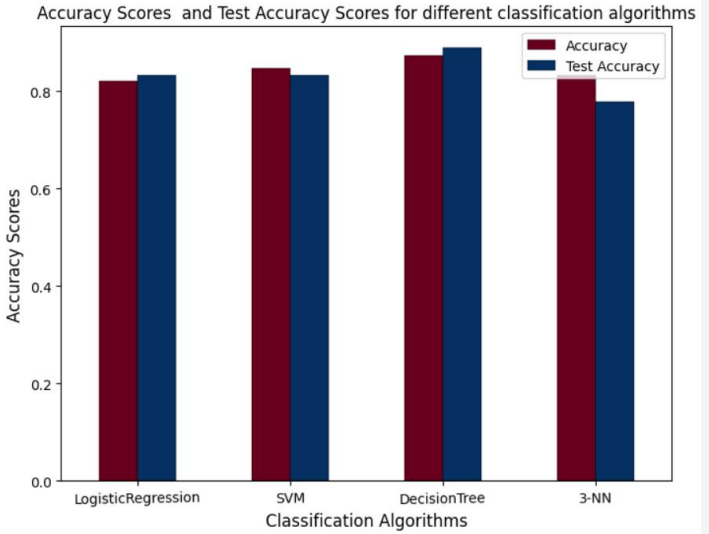 Accuracy Scores  and Test Accuracy Scores for different classification algorithms
Accuracy
Test Accuracy
Accuracy Scores
0.8
0.6
0.4
0.2
0.0
LogisticRegression
SVM
DecisionTree
3-NN
Classification Algorithms